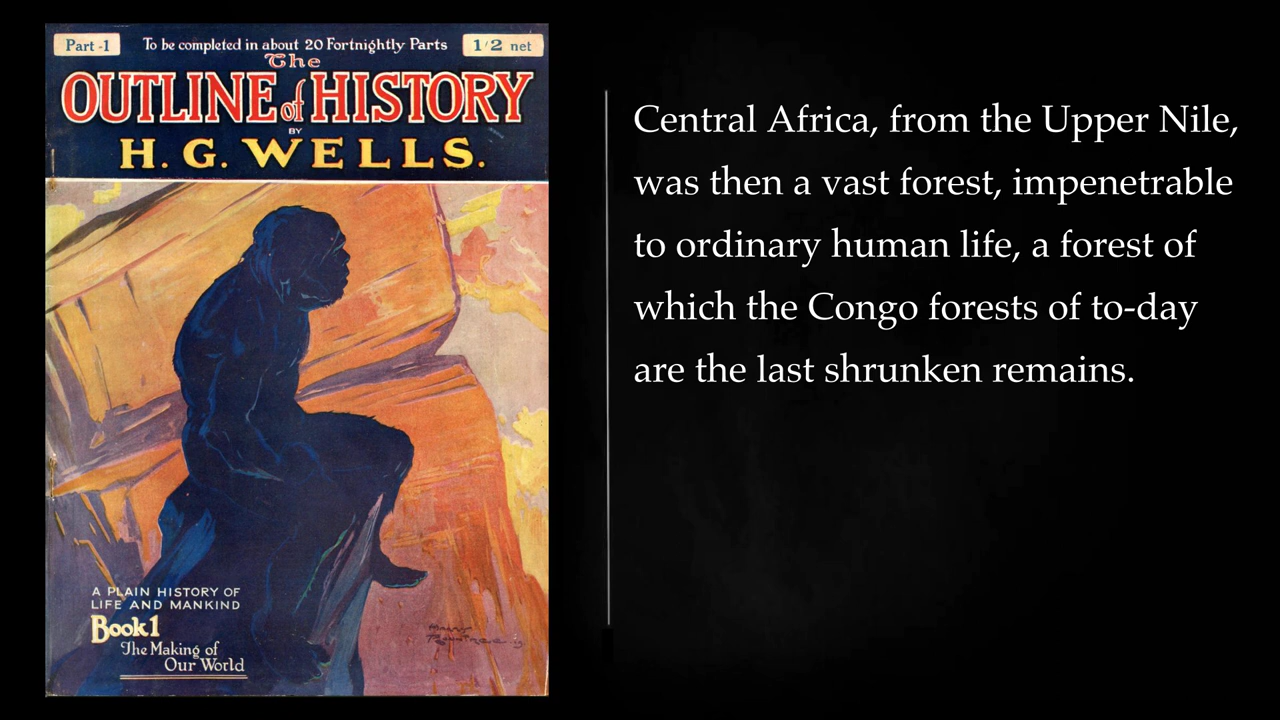 Part -1
To be completed in about 20 Fortnightly Parts
1/2 net
The
OUTLINE of HISTORY
BY
H. G. WELLS.
A PLAIN HISTORY OF
LIFE AND MANKIND
Book 1
The Making of
Our World
Central Africa, from the Upper Nile,
was then a vast forest, impenetrable
to ordinary human life, a forest of
which the Congo forests of to-day
are the last shrunken remains.